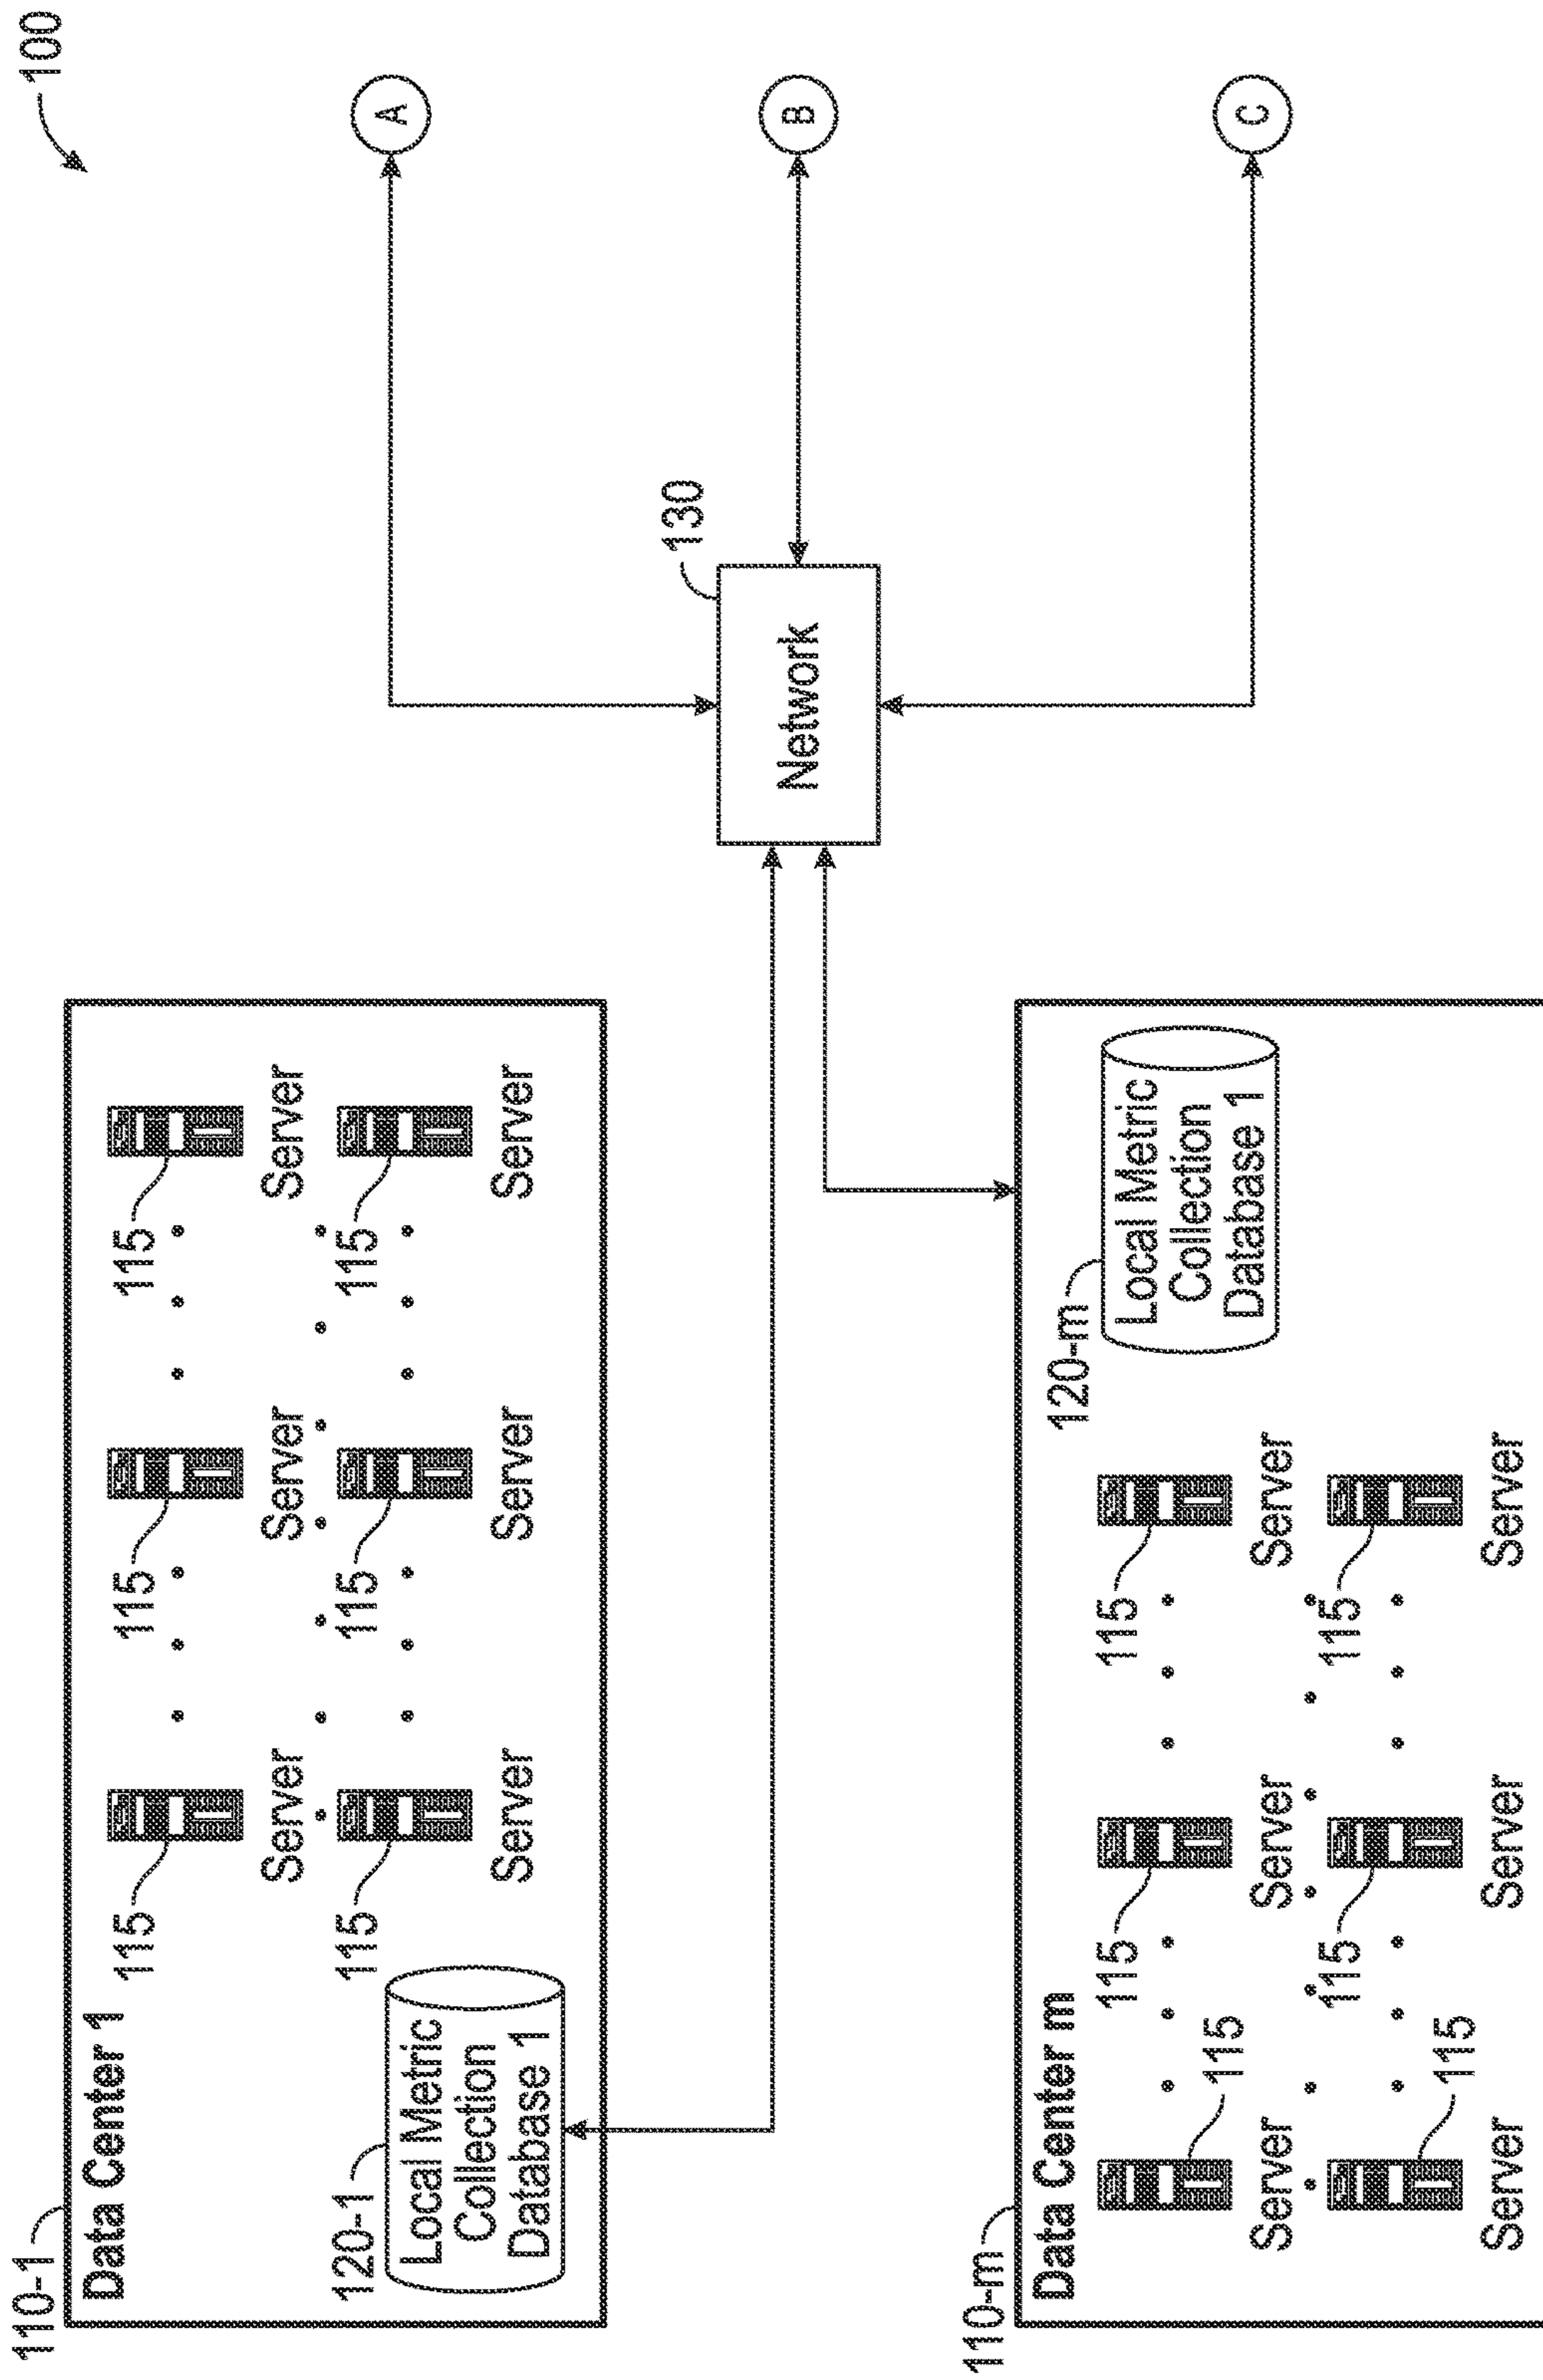 100
110-1
Data Center 1
115
115
115
Server
Server
Server
120-1
Local Metric
Collection
Database 1
115
115
115
Server
Server
Server
A
130
Network
B
C
110-m
Data Center m
115
115
115
Server
Server
Server
120-m
Local Metric
Collection
Database 1
115
115
115
Server
Server
Server